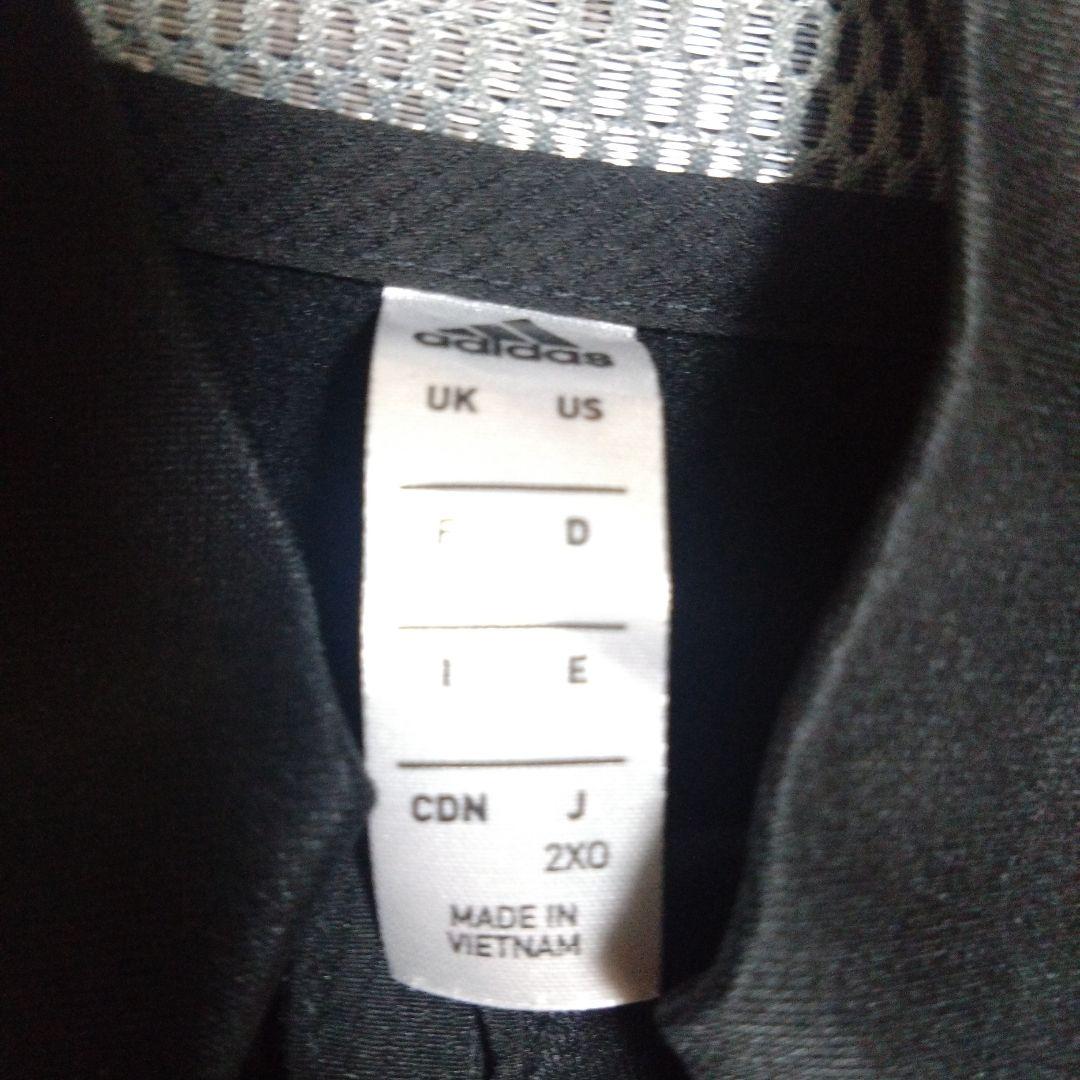 adidas
UK US
F D
I E
CDN J
2XO
MADE IN
VIETNAM